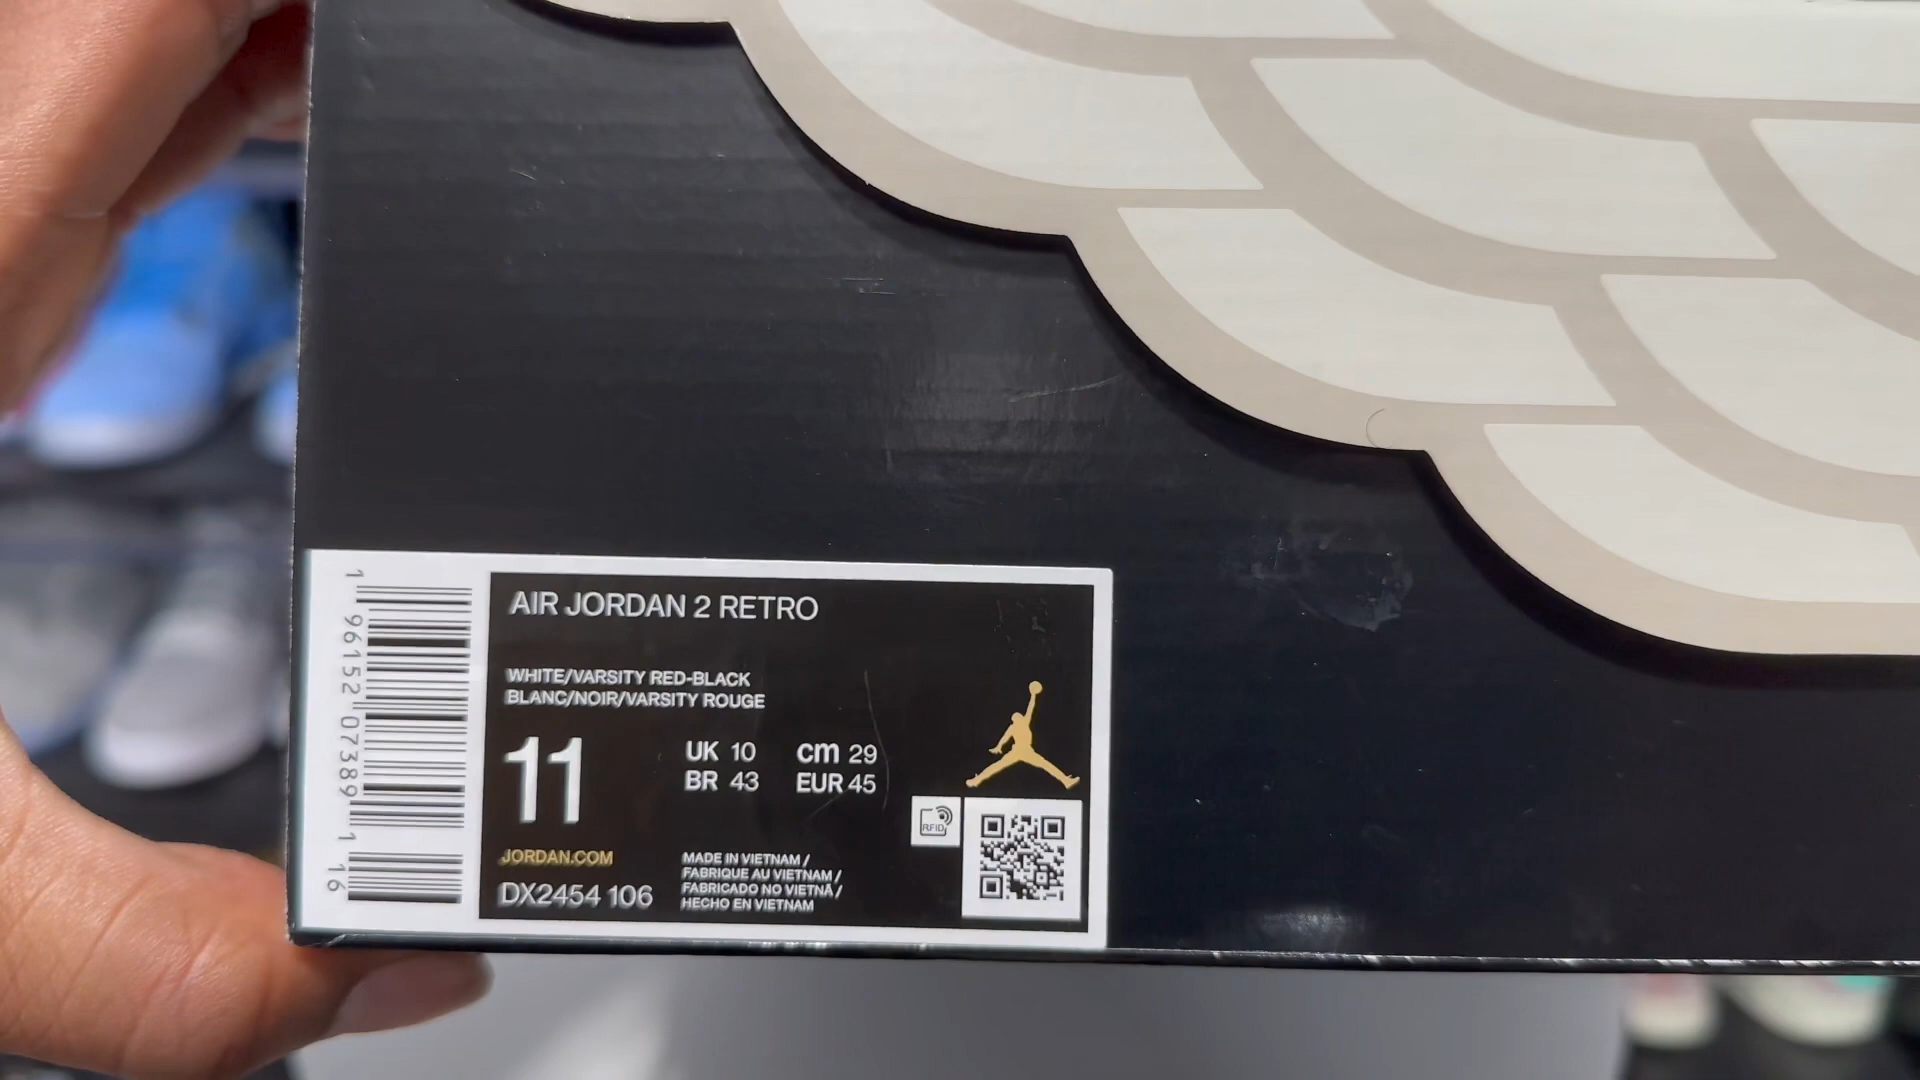 AIR JORDAN 2 RETRO
WHITE/VARSITY RED-BLACK
BLANC/NOIR/VARSITY ROUGE
11
UK 10 cm 29
BR 43 EUR 45
RFID
JORDAN.COM
DX2454 106
MADE IN VIETNAM /
FABRIQUE AU VIETNAM /
FABRICADO NO VIETNÃ /
HECHO EN VIETNAM
1 96152 07389 1 16